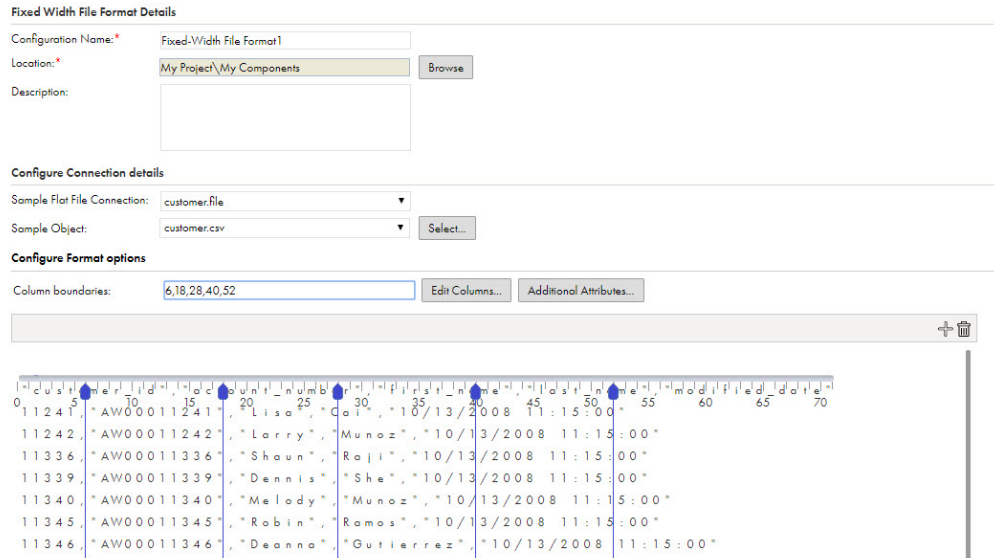 Fixed Width File Format Details
Configuration Name:* Fixed-Width File Format1
Location:* My Project\My Components Browse
Description:
Configure Connection details
Sample Flat File Connection: customer.file
Sample Object: customer.csv Select...
Configure Format options
Column boundaries: 6,18,28,40,52 Edit Columns... Additional Attributes...
"customer_id","account_number","first_name","last_name","modified_date"
0 5 10 15 20 25 30 35 40 45 50 55 60 65 70
11241,"AW00011241","Lisa","Cai","10/13/2008 11:15:00"
11242,"AW00011242","Larry","Munoz","10/13/2008 11:15:00"
11336,"AW00011336","Shaun","Raji","10/13/2008 11:15:00"
11339,"AW00011339","Dennis","She","10/13/2008 11:15:00"
11340,"AW00011340","Melody","Munoz","10/13/2008 11:15:00"
11345,"AW00011345","Robin","Ramos","10/13/2008 11:15:00"
11346,"AW00011346","Deanna","Gutierrez","10/13/2008 11:15:00"